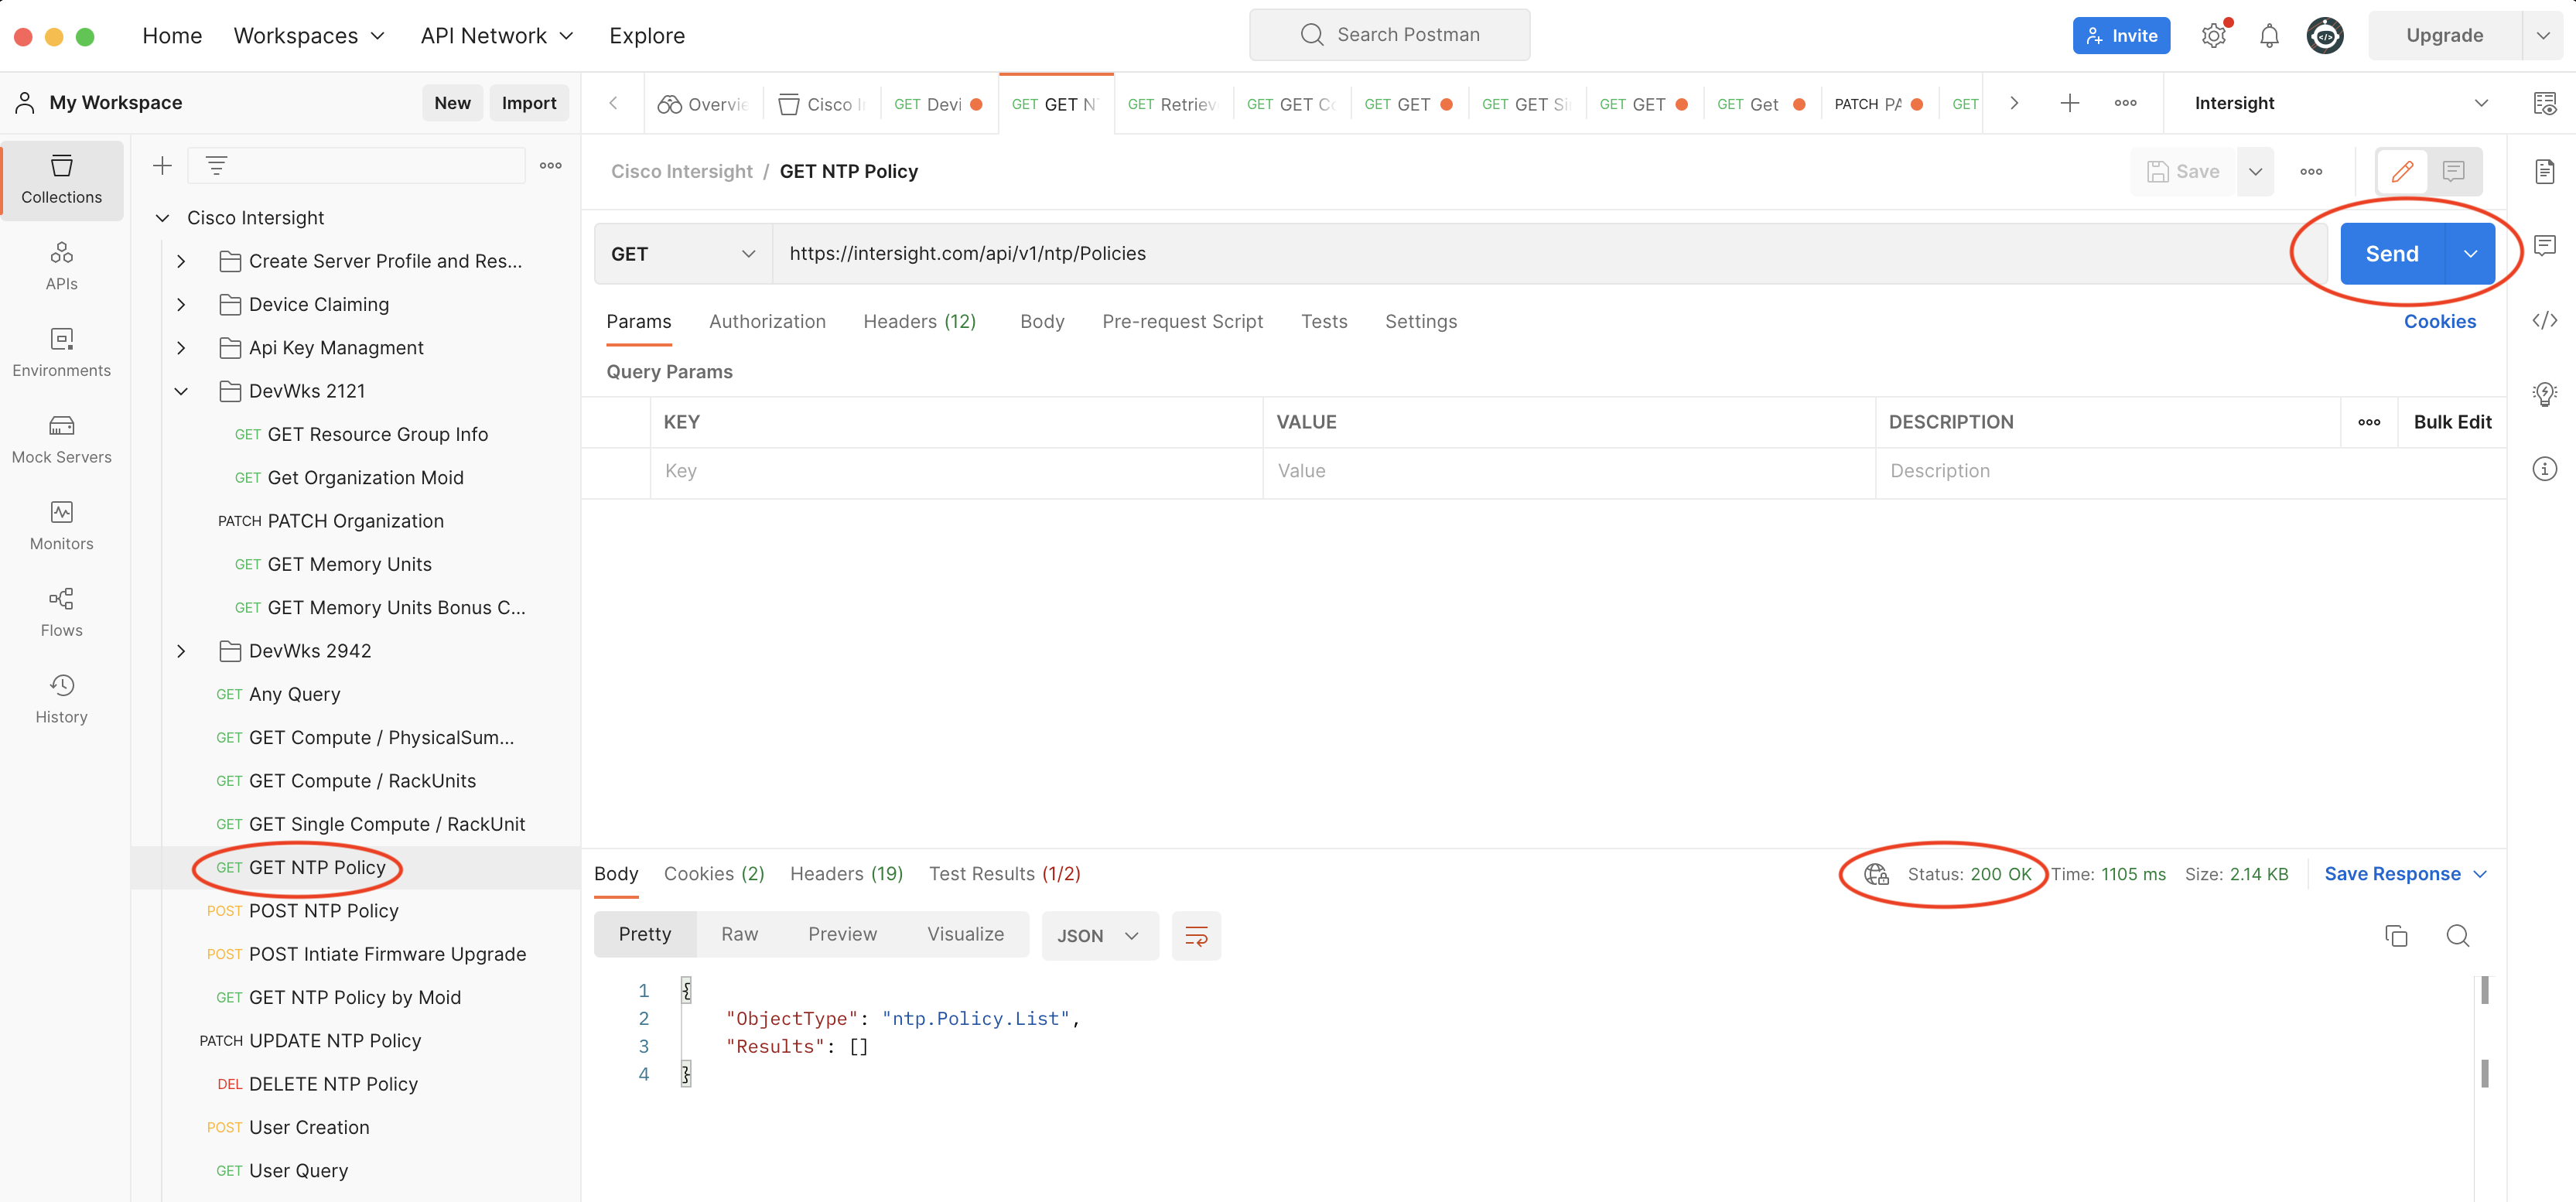 Home Workspaces API Network Explore Search Postman Invite Upgrade
My Workspace New Import
Overvie Cisco I GET Devi GET GET N GET Retriev GET GET C GET GET GET GET Si GET GET GET Get PATCH PA GET Intersight
Collections
APIs
Environments
Mock Servers
Monitors
Flows
History
Cisco Intersight
Create Server Profile and Res...
Device Claiming
Api Key Managment
DevWks 2121
GET GET Resource Group Info
GET Get Organization Moid
PATCH PATCH Organization
GET GET Memory Units
GET GET Memory Units Bonus C...
DevWks 2942
GET Any Query
GET GET Compute / PhysicalSum...
GET GET Compute / RackUnits
GET GET Single Compute / RackUnit
GET GET NTP Policy
POST POST NTP Policy
POST POST Intiate Firmware Upgrade
GET GET NTP Policy by Moid
PATCH UPDATE NTP Policy
DEL DELETE NTP Policy
POST User Creation
GET User Query
Cisco Intersight / GET NTP Policy Save
GET https://intersight.com/api/v1/ntp/Policies Send
Params Authorization Headers (12) Body Pre-request Script Tests Settings Cookies
Query Params
KEY VALUE DESCRIPTION Bulk Edit
Key Value Description
Body Cookies (2) Headers (19) Test Results (1/2) Status: 200 OK Time: 1105 ms Size: 2.14 KB Save Response
Pretty Raw Preview Visualize JSON
1 {
2 "ObjectType": "ntp.Policy.List",
3 "Results": []
4 }